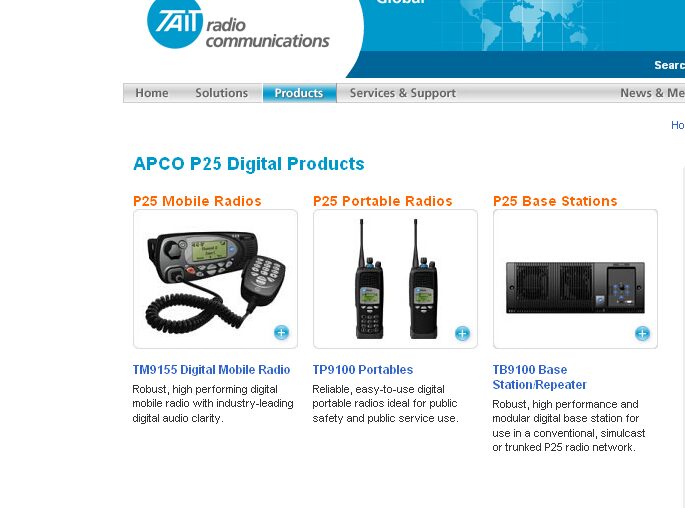 Global
TAIT radio
communications
Searc
Home Solutions Products Services & Support News & Me
Ho
APCO P25 Digital Products
P25 Mobile Radios P25 Portable Radios P25 Base Stations
TM9155 Digital Mobile Radio
Robust, high performing digital
mobile radio with industry-leading
digital audio clarity.
TP9100 Portables
Reliable, easy-to-use digital
portable radios ideal for public
safety and public service use.
TB9100 Base
Station/Repeater
Robust, high performance and
modular digital base station for
use in a conventional, simulcast
or trunked P25 radio network.